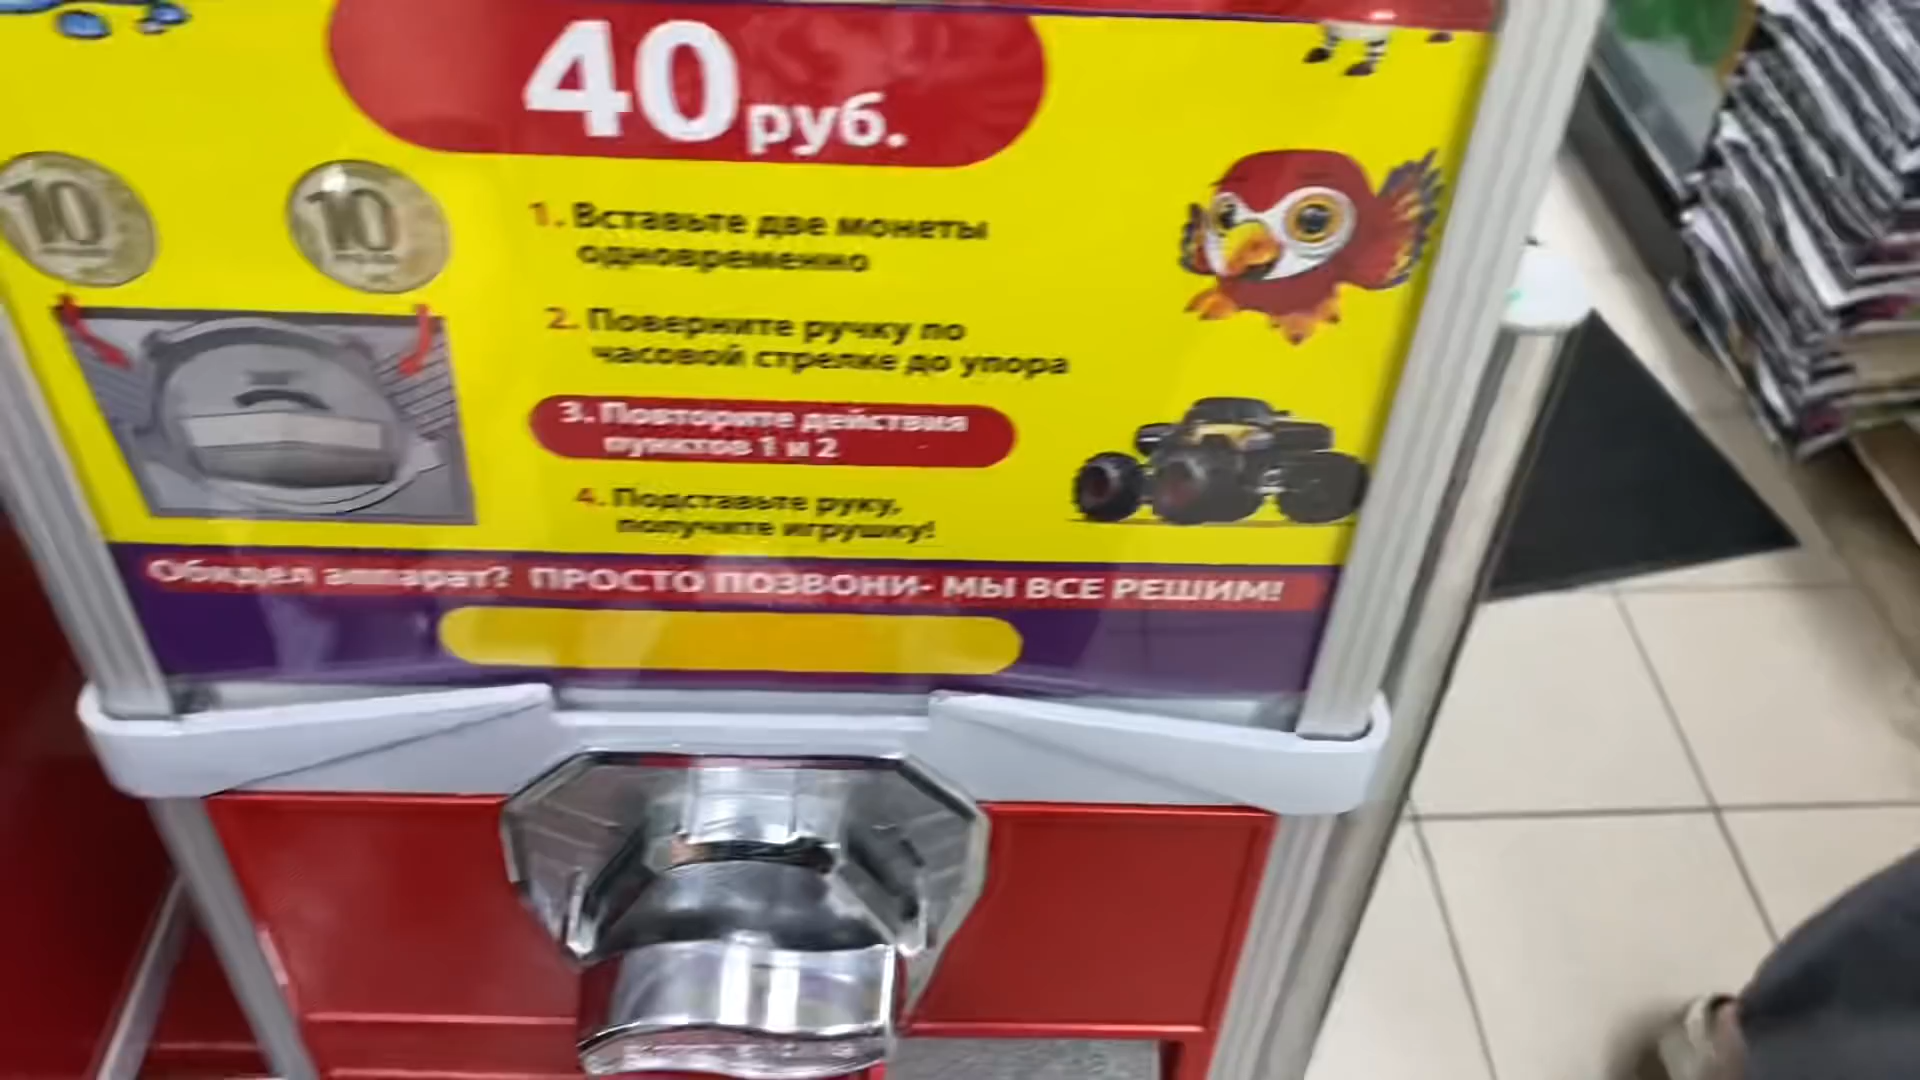 40 руб.
10
10
1. Вставьте две монеты
одновременно
2. Поверните ручку по
часовой стрелке до упора
3. Повторите действия
пунктов 1 и 2
4. Подставьте руку,
получите игрушку!
Обидел аппарат? ПРОСТО ПОЗВОНИ- МЫ ВСЕ РЕШИМ!